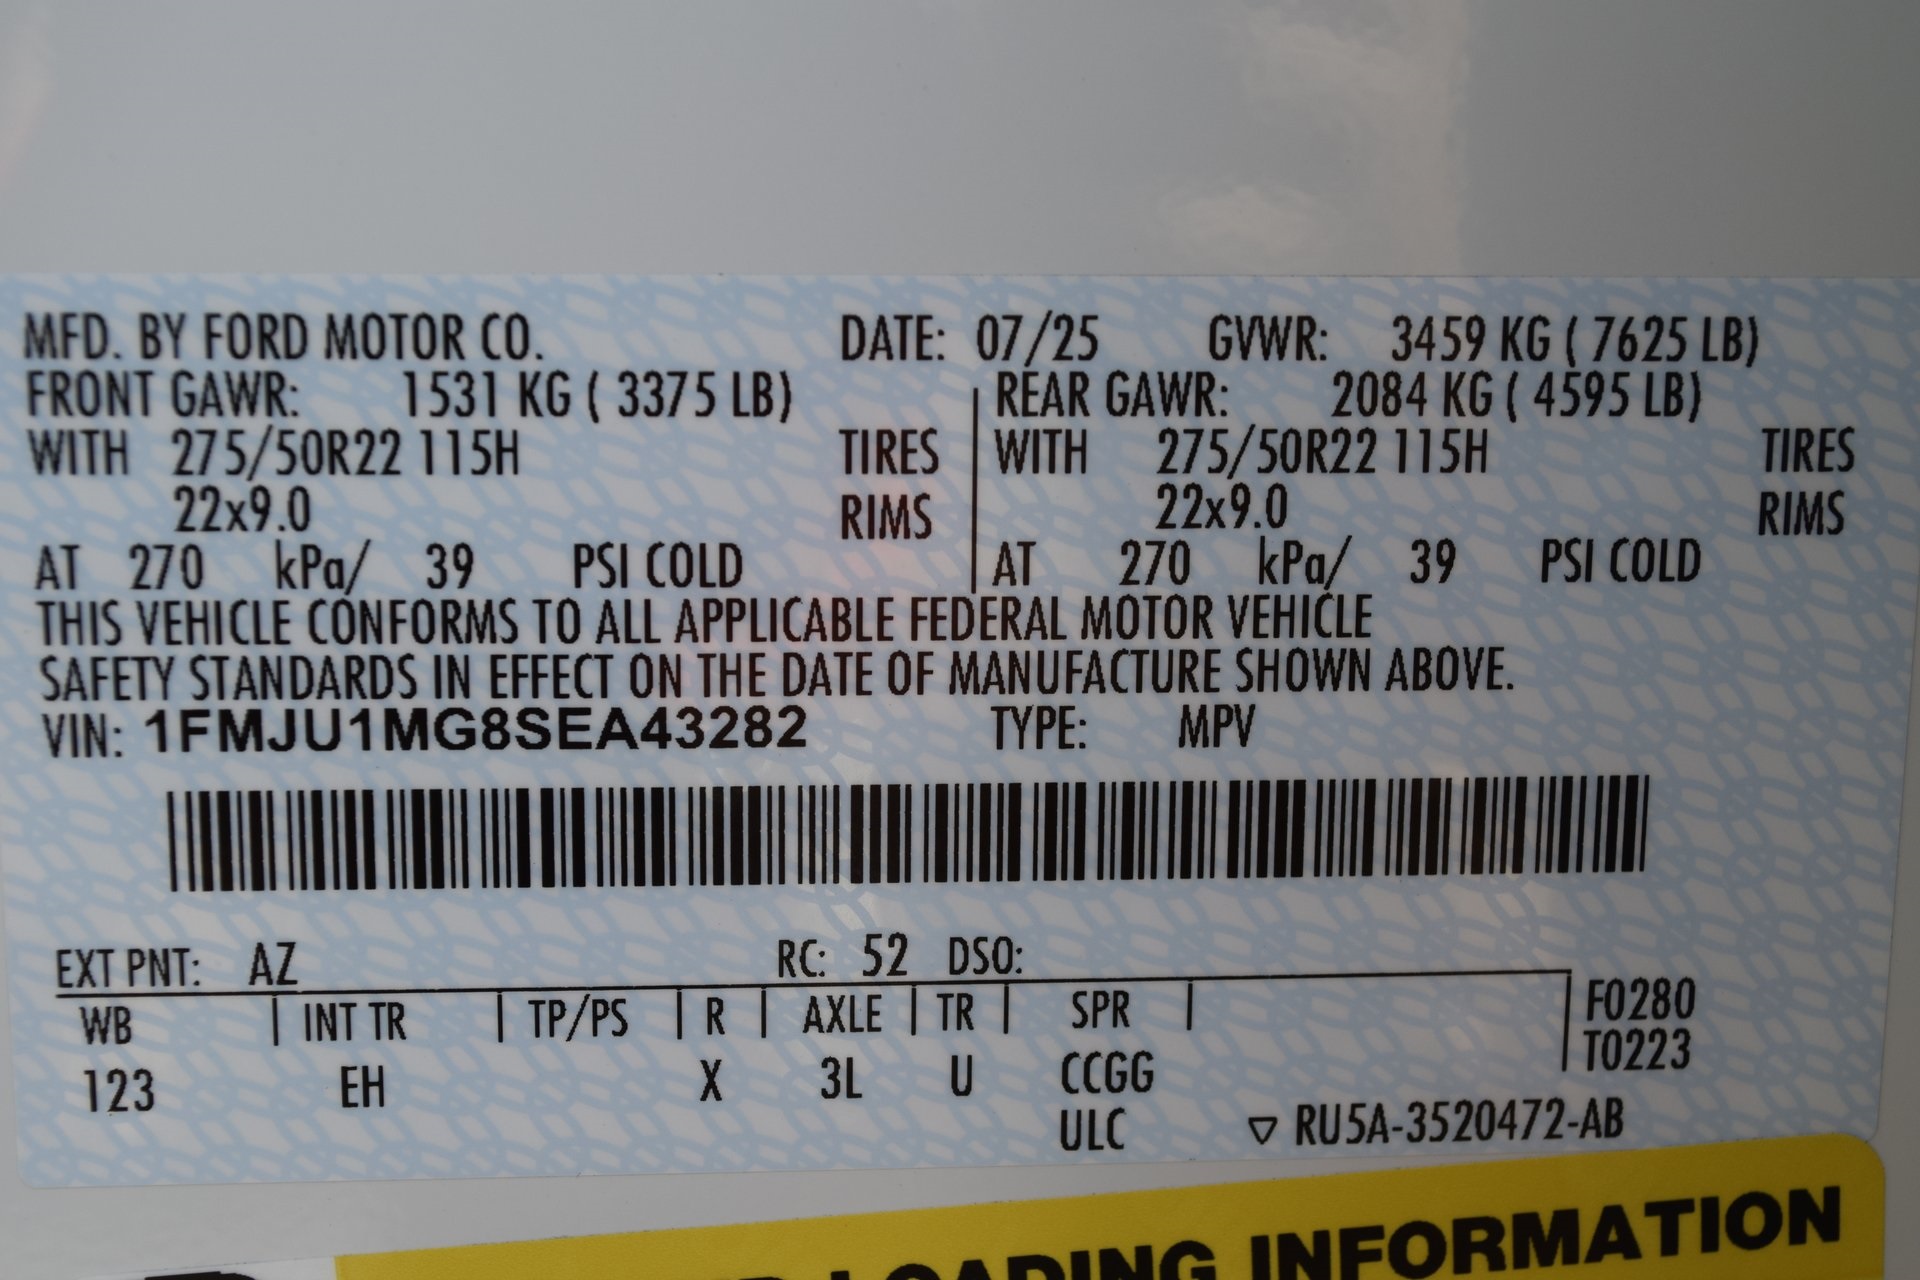 MFD. BY FORD MOTOR CO. DATE: 07/25 GVWR: 3459 KG ( 7625 LB)
FRONT GAWR: 1531 KG ( 3375 LB) REAR GAWR: 2084 KG ( 4595 LB)
WITH 275/50R22 115H TIRES WITH 275/50R22 115H TIRES
22x9.0 RIMS 22x9.0 RIMS
AT 270 kPa/ 39 PSI COLD AT 270 kPa/ 39 PSI COLD
THIS VEHICLE CONFORMS TO ALL APPLICABLE FEDERAL MOTOR VEHICLE
SAFETY STANDARDS IN EFFECT ON THE DATE OF MANUFACTURE SHOWN ABOVE.
VIN: 1FMJU1MG8SEA43282 TYPE: MPV
EXT PNT: AZ RC: 52 DSO:
WB INT TR TP/PS R AXLE TR SPR F0280
T0223
123 EH X 3L U CCGG
ULC ▽ RU5A-3520472-AB
LOADING INFORMATION